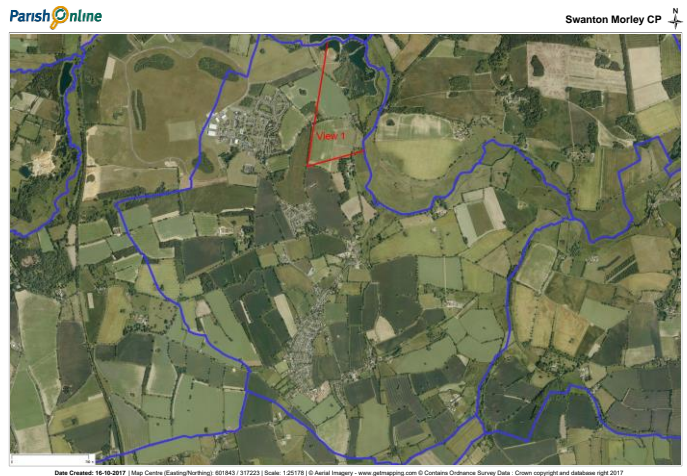 Parish Online
Swanton Morley CP
N
View 1
Date Created: 16-10-2017 | Map Centre (Easting/Northing): 601843 / 317223 | Scale: 1:25178 | © Aerial Imagery - www.getmapping.com © Contains Ordnance Survey Data : Crown copyright and database right 2017